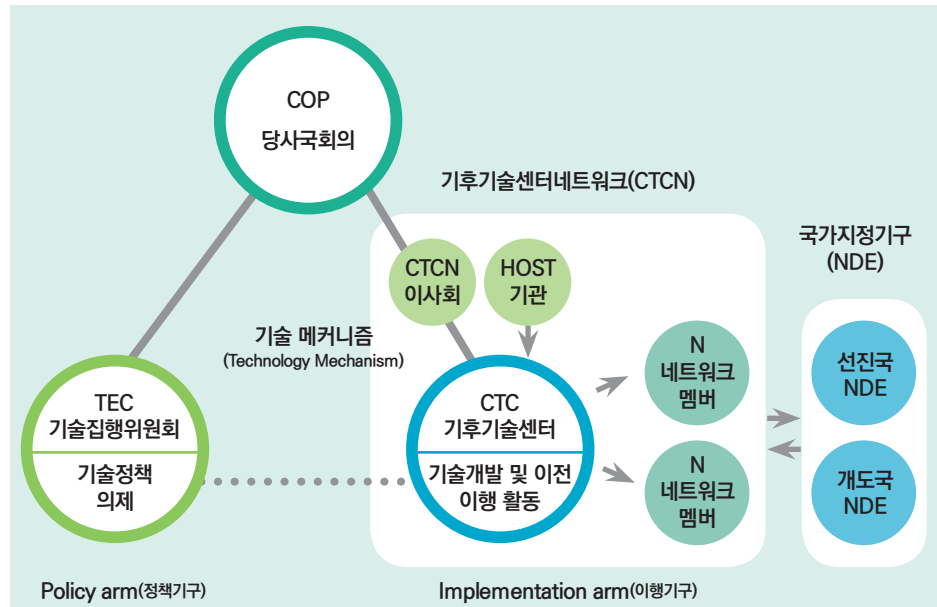 COP
당사국회의
기후기술센터네트워크(CTCN)
국가지정기구
(NDE)
CTCN
이사회
HOST
기관
기술 메커니즘
(Technology Mechanism)
N
네트워크
멤버
선진국
NDE
TEC
기술집행위원회
기술정책
의제
CTC
기후기술센터
기술개발 및 이전
이행 활동
N
네트워크
멤버
개도국
NDE
Policy arm(정책기구)
Implementation arm(이행기구)